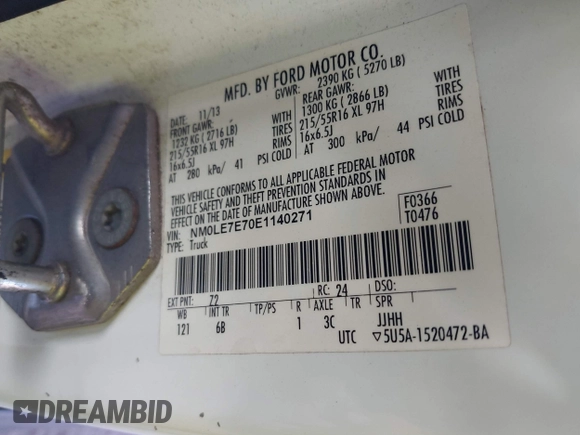 MFD. BY FORD MOTOR CO.
DATE: 11/13 GVWR: 2390 KG ( 5270 LB)
FRONT GAWR: REAR GAWR:
1232 KG ( 2716 LB) WITH 1300 KG ( 2866 LB) WITH
215/55R16 XL 97H TIRES 215/55R16 XL 97H TIRES
16x6.5J RIMS 16x6.5J RIMS
AT 280 kPa/ 41 PSI COLD AT 300 kPa/ 44 PSI COLD
THIS VEHICLE CONFORMS TO ALL APPLICABLE FEDERAL MOTOR
VEHICLE SAFETY AND THEFT PREVENTION STANDARDS IN
EFFECT ON THE DATE OF MANUFACTURE SHOWN ABOVE.
VIN: NM0LE7E70E1140271 F0366
TYPE: Truck T0476
EXT PNT: Z2 RC: 24 DSO:
WB INT TR TP/PS R AXLE TR SPR
121 6B 1 3C JJHH
UTC ▽5U5A-1520472-BA
DREAMBID